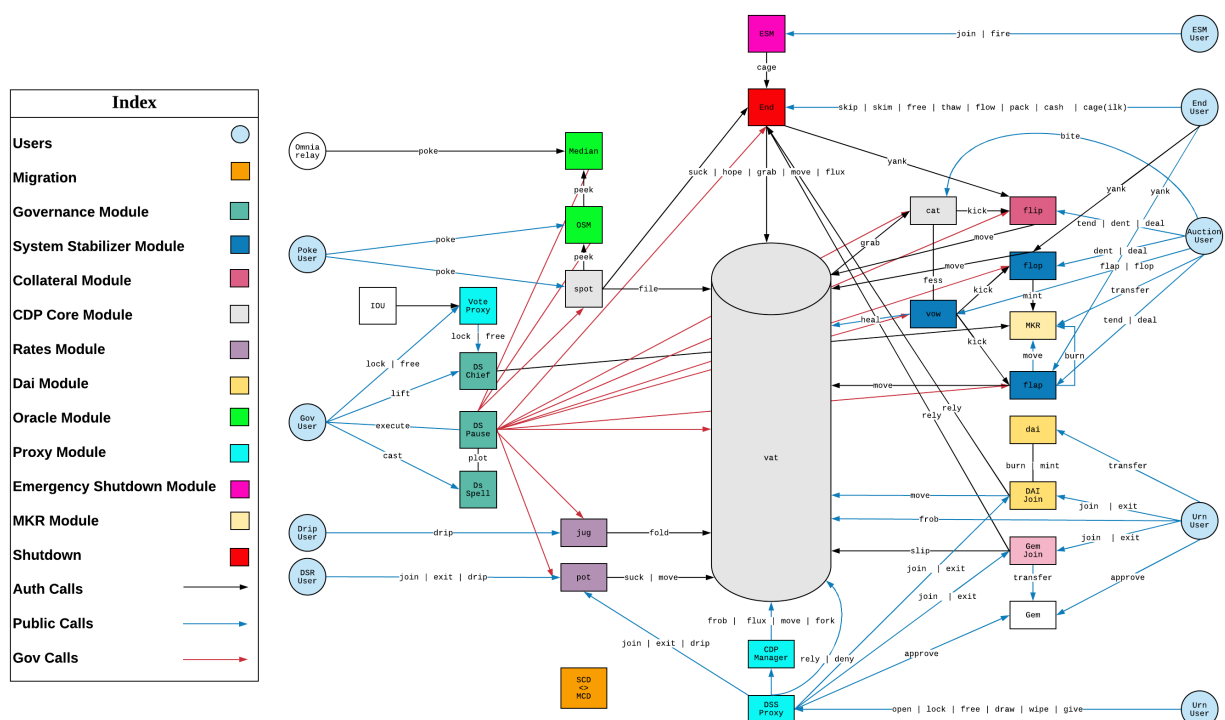 Index
Users
Migration
Governance Module
System Stabilizer Module
Collateral Module
CDP Core Module
Rates Module
Dai Module
Oracle Module
Proxy Module
Emergency Shutdown Module
MKR Module
Shutdown
Auth Calls
Public Calls
Gov Calls
ESM
join | fire
ESM
User
cage
End
skip | skim | free | thaw | flow | pack | cash | cage(ilk)
End
User
bite
Omnia
relay
poke
Median
yank
suck | hope | grab | move | flux
peek
yank
yank
cat
kick
flip
tend | dent | deal
Auction
User
OSM
poke
Poke
User
poke
peek
grab
move
move
flop
dent | deal
flap | flop
spot
file
fess
kick
mint
transfer
IOU
Vote
Proxy
heal
vow
MKR
tend | deal
lock | free
lock | free
kick
move
burn
DS
Chief
lift
move
flap
rely
rely
Gov
User
execute
DS
Pause
dai
cast
plot
vat
burn | mint
transfer
Ds
Spell
move
DAI
Join
join | exit
frob
Urn
User
Drip
User
drip
jug
fold
join | exit
slip
Gem
Join
DSR
User
join | exit | drip
pot
suck | move
join | exit
transfer
approve
join | exit
Gem
frob | flux | move | fork
join | exit | drip
CDP
Manager
rely | deny
approve
SCD
<>
MCD
DSS
Proxy
open | lock | free | draw | wipe | give
Urn
User